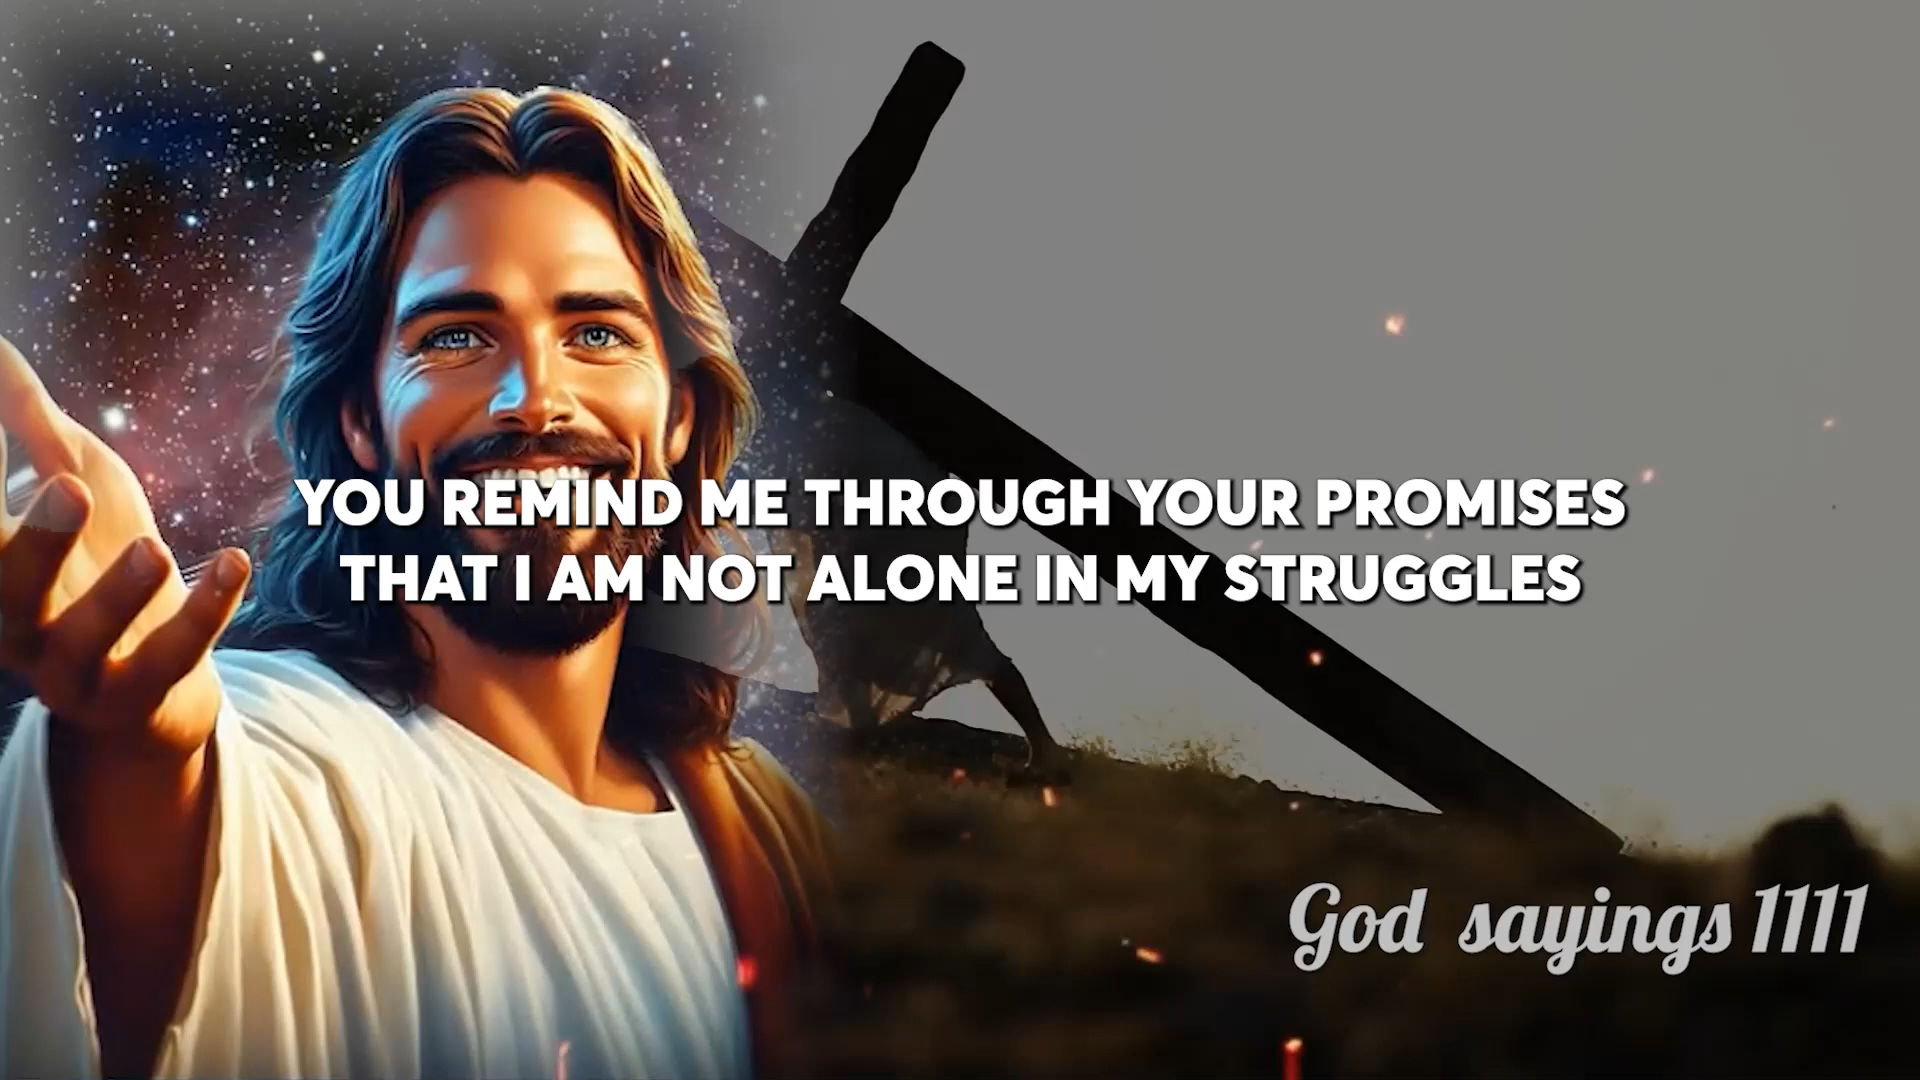 YOU REMIND ME THROUGH YOUR PROMISES
THAT I AM NOT ALONE IN MY STRUGGLES
God sayings 1111